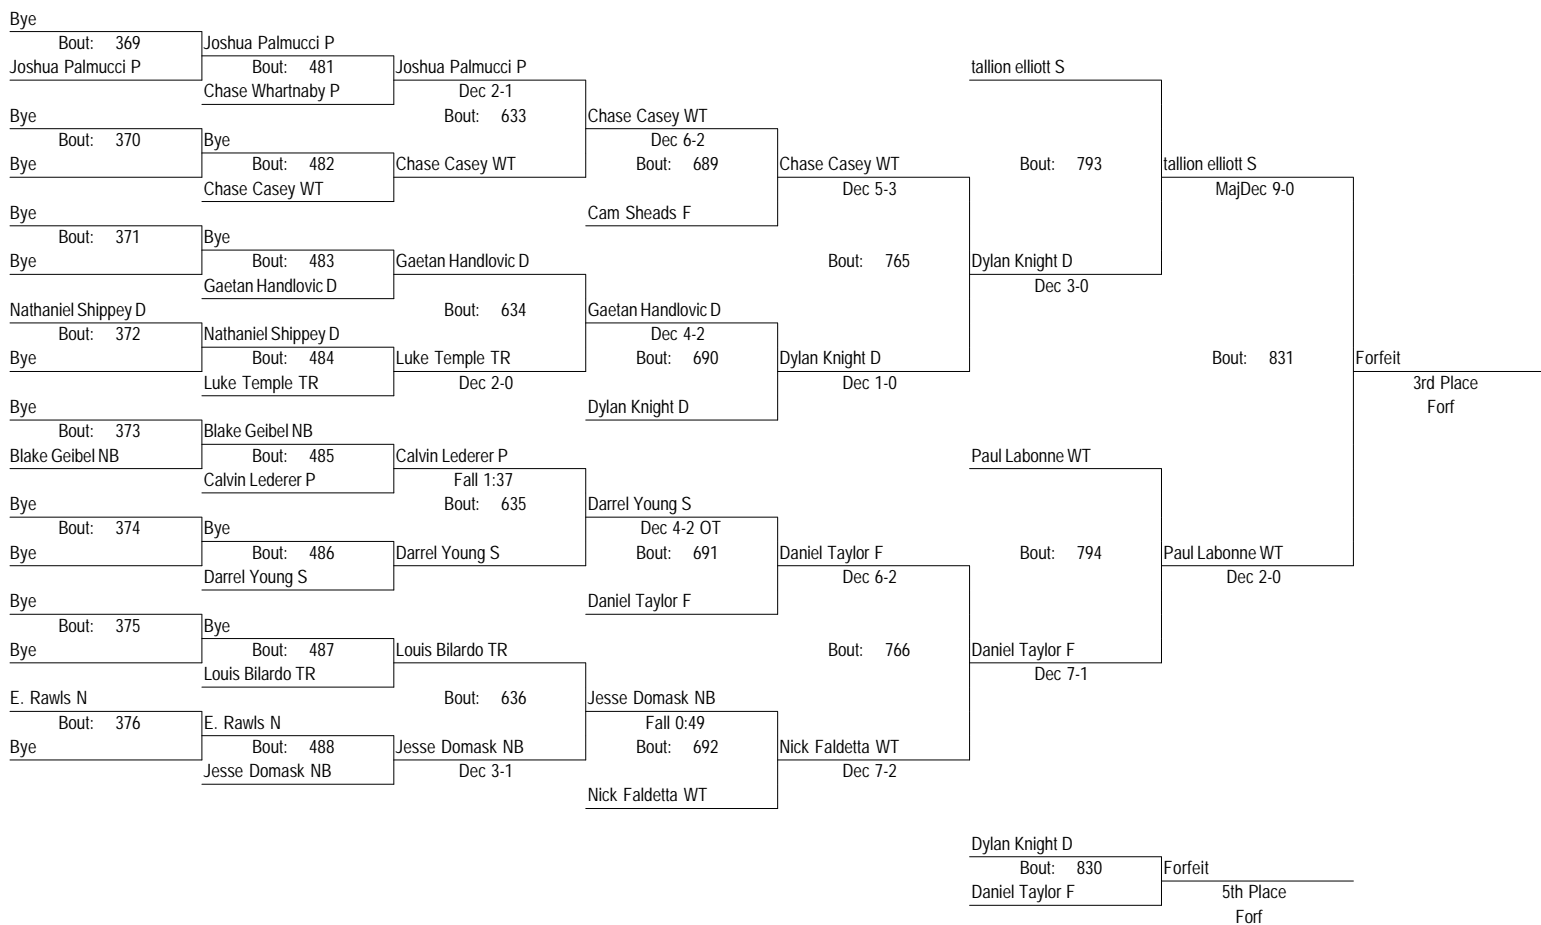 Bye
Bout: 369
Joshua Palmucci P
Bye
Bout: 370
Bye
Bye
Bout: 371
Bye
Nathaniel Shippey D
Bout: 372
Bye
Bye
Bout: 373
Blake Geibel NB
Bye
Bout: 374
Bye
Bye
Bout: 375
Bye
E. Rawls N
Bout: 376
Bye
Joshua Palmucci P
Bout: 481
Chase Whartnaby P
Bye
Bout: 482
Chase Casey WT
Bye
Bout: 483
Gaetan Handlovic D
Nathaniel Shippey D
Bout: 484
Luke Temple TR
Blake Geibel NB
Bout: 485
Calvin Lederer P
Bye
Bout: 486
Darrel Young S
Bye
Bout: 487
Louis Bilardo TR
E. Rawls N
Bout: 488
Jesse Domask NB
Joshua Palmucci P
Dec 2-1
Bout: 633
Chase Casey WT
Gaetan Handlovic D
Bout: 634
Luke Temple TR
Dec 2-0
Calvin Lederer P
Fall 1:37
Bout: 635
Darrel Young S
Louis Bilardo TR
Bout: 636
Jesse Domask NB
Dec 3-1
Chase Casey WT
Dec 6-2
Bout: 689
Cam Sheads F
Gaetan Handlovic D
Dec 4-2
Bout: 690
Dylan Knight D
Darrel Young S
Dec 4-2 OT
Bout: 691
Daniel Taylor F
Jesse Domask NB
Fall 0:49
Bout: 692
Nick Faldetta WT
Chase Casey WT
Dec 5-3
Bout: 765
Dylan Knight D
Dec 1-0
Daniel Taylor F
Dec 6-2
Bout: 766
Nick Faldetta WT
Dec 7-2
tallion elliott S
Bout: 793
Dylan Knight D
Dec 3-0
Paul Labonne WT
Bout: 794
Daniel Taylor F
Dec 7-1
tallion elliott S
MajDec 9-0
Bout: 831
Paul Labonne WT
Dec 2-0
Forfeit
3rd Place
Forf
Dylan Knight D
Bout: 830
Daniel Taylor F
Forfeit
5th Place
Forf